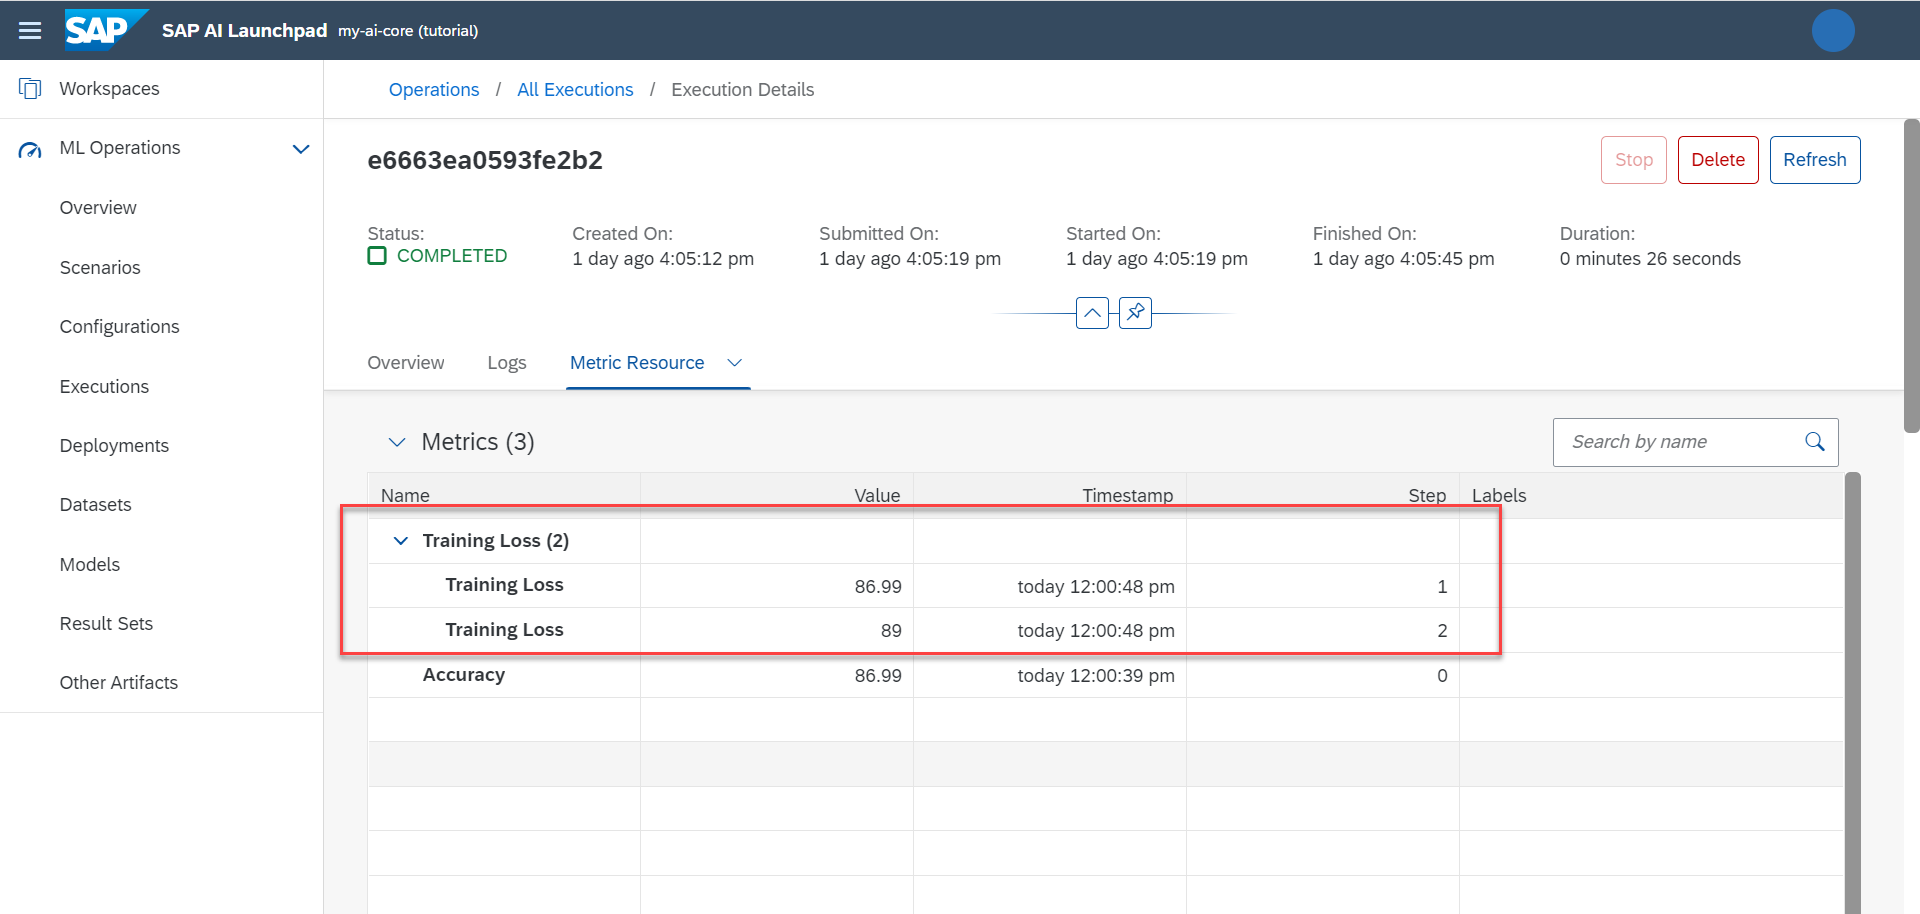 SAP SAP AI Launchpad my-ai-core (tutorial)
Workspaces
ML Operations
Overview
Scenarios
Configurations
Executions
Deployments
Datasets
Models
Result Sets
Other Artifacts
Operations / All Executions / Execution Details
e6663ea0593fe2b2
Stop Delete Refresh
Status: Created On: Submitted On: Started On: Finished On: Duration:
COMPLETED 1 day ago 4:05:12 pm 1 day ago 4:05:19 pm 1 day ago 4:05:19 pm 1 day ago 4:05:45 pm 0 minutes 26 seconds
Overview Logs Metric Resource
Metrics (3) Search by name
Name Value Timestamp Step Labels
Training Loss (2)
Training Loss 86.99 today 12:00:48 pm 1
Training Loss 89 today 12:00:48 pm 2
Accuracy 86.99 today 12:00:39 pm 0